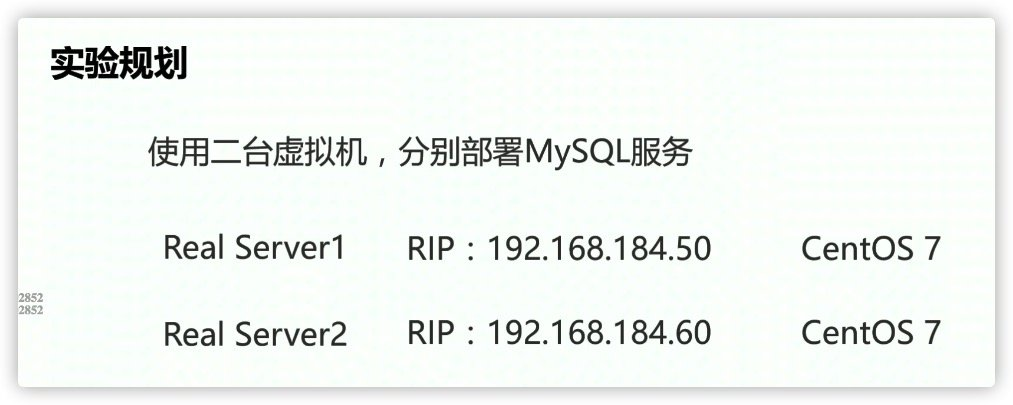 实验规划
使用二台虚拟机，分别部署MySQL服务
Real Server1 RIP：192.168.184.50 CentOS 7
2852
2852
Real Server2 RIP：192.168.184.60 CentOS 7